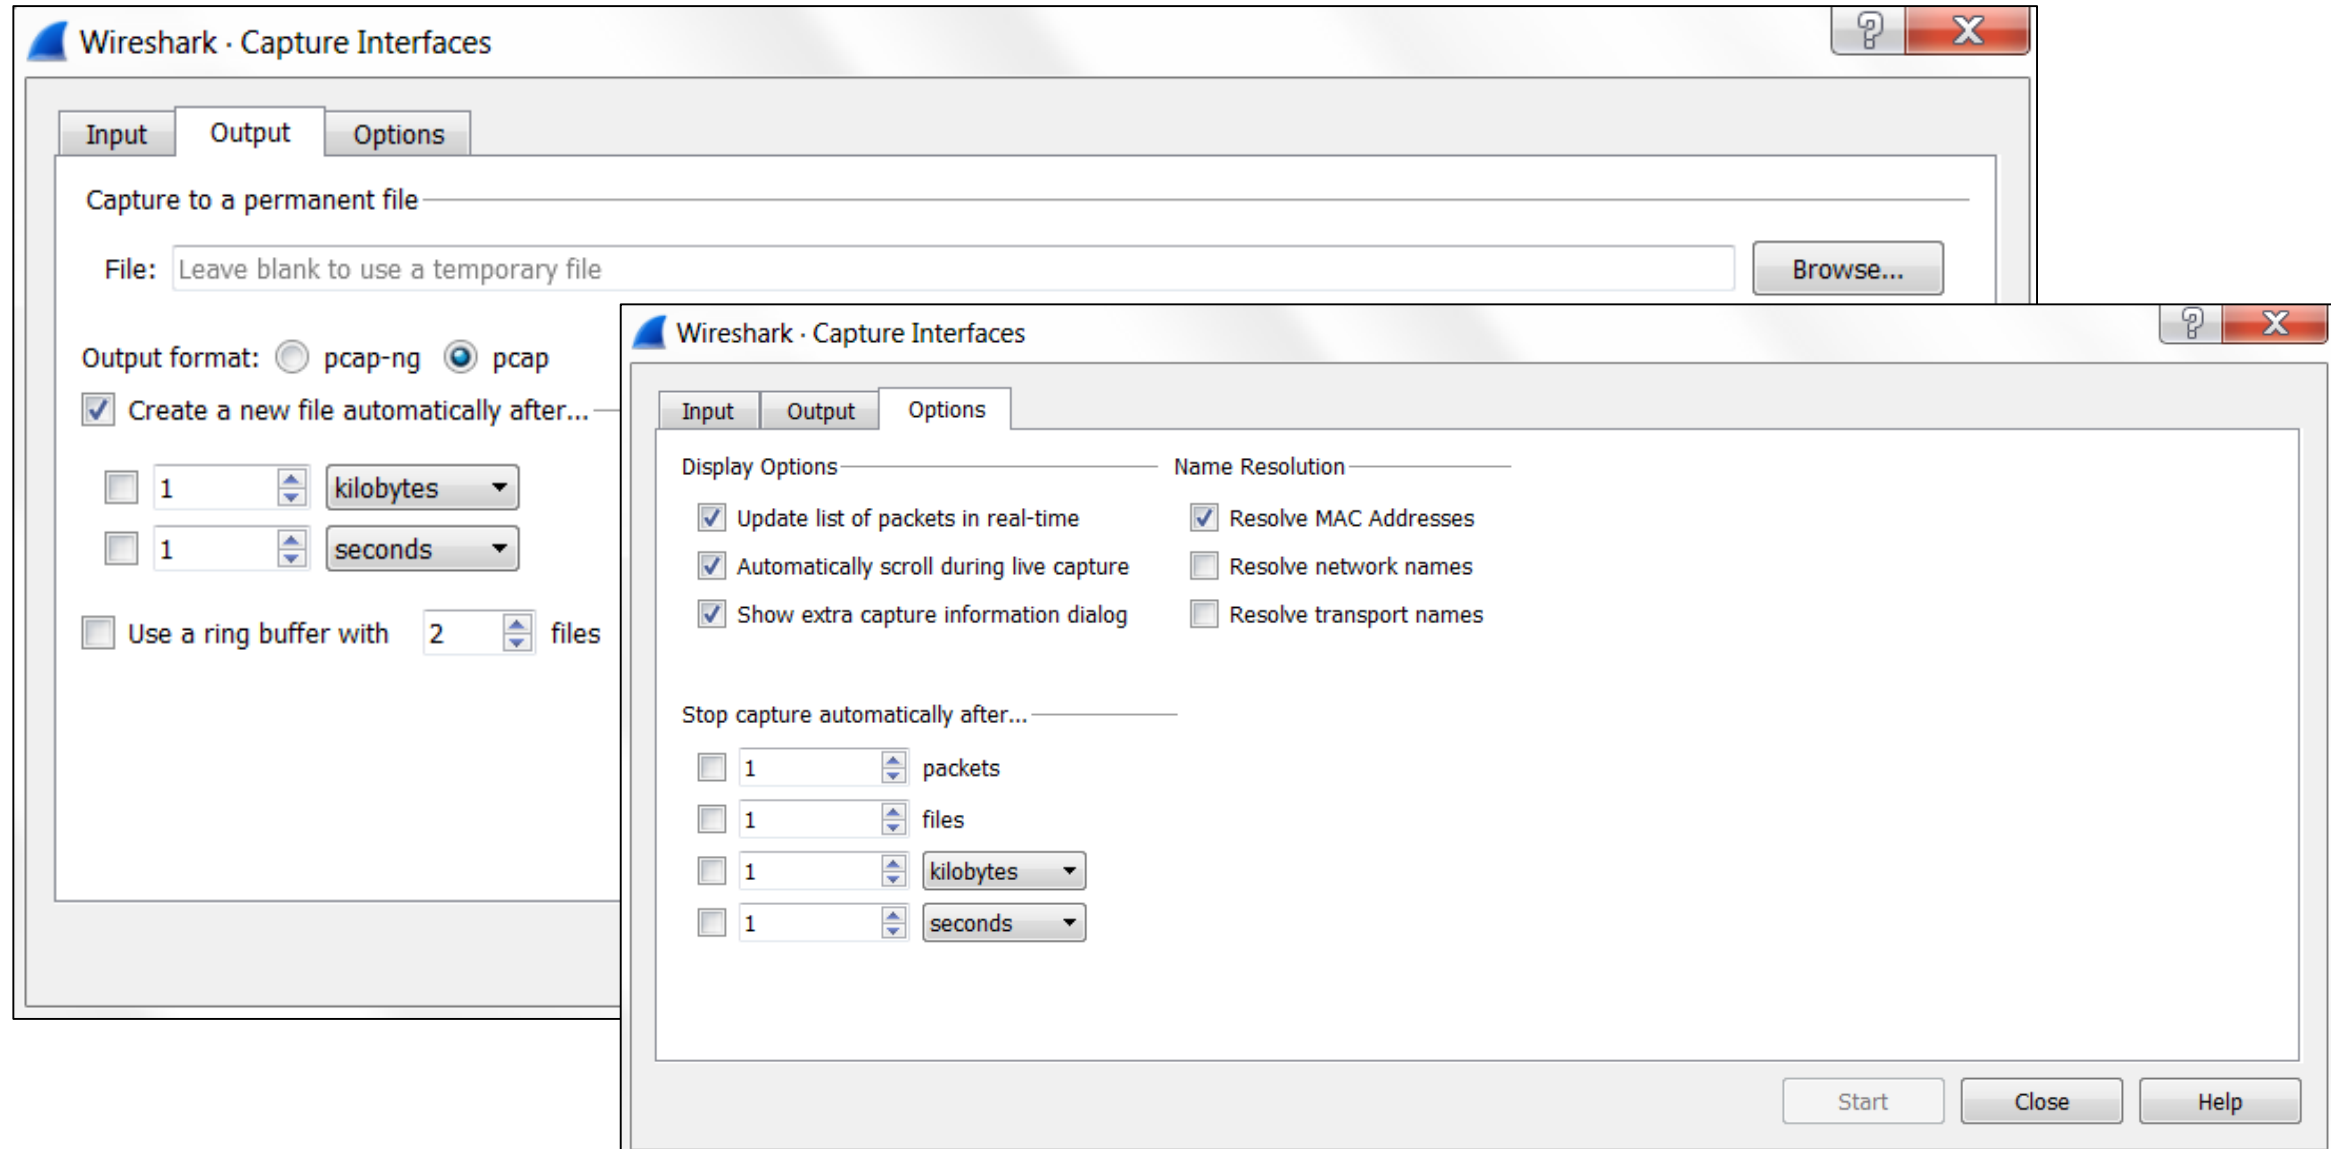 Wireshark · Capture Interfaces
Input Output Options
Capture to a permanent file
File: Leave blank to use a temporary file Browse...
Output format: pcap-ng pcap
Create a new file automatically after...
1 kilobytes
1 seconds
Use a ring buffer with 2 files
Wireshark · Capture Interfaces
Input Output Options
Display Options Name Resolution
Update list of packets in real-time Resolve MAC Addresses
Automatically scroll during live capture Resolve network names
Show extra capture information dialog Resolve transport names
Stop capture automatically after...
1 packets
1 files
1 kilobytes
1 seconds
Start Close Help